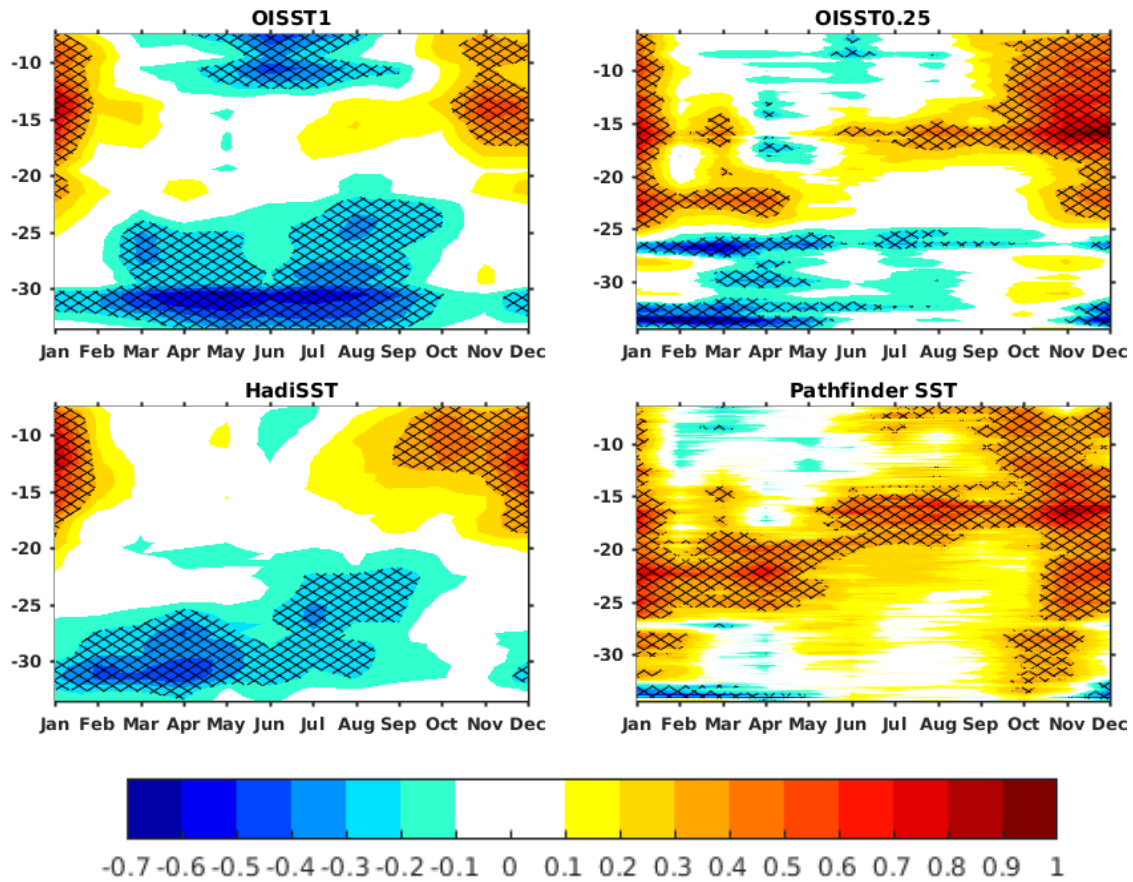 OISST1
OISST0.25
-10
-15
-20
-25
-30
Jan Feb Mar Apr May Jun Jul Aug Sep Oct Nov Dec
-10
-15
-20
-25
-30
Jan Feb Mar Apr May Jun Jul Aug Sep Oct Nov Dec
HadiSST
Pathfinder SST
-10
-15
-20
-25
-30
Jan Feb Mar Apr May Jun Jul Aug Sep Oct Nov Dec
-10
-15
-20
-25
-30
Jan Feb Mar Apr May Jun Jul Aug Sep Oct Nov Dec
-0.7 -0.6 -0.5 -0.4 -0.3 -0.2 -0.1 0 0.1 0.2 0.3 0.4 0.5 0.6 0.7 0.8 0.9 1